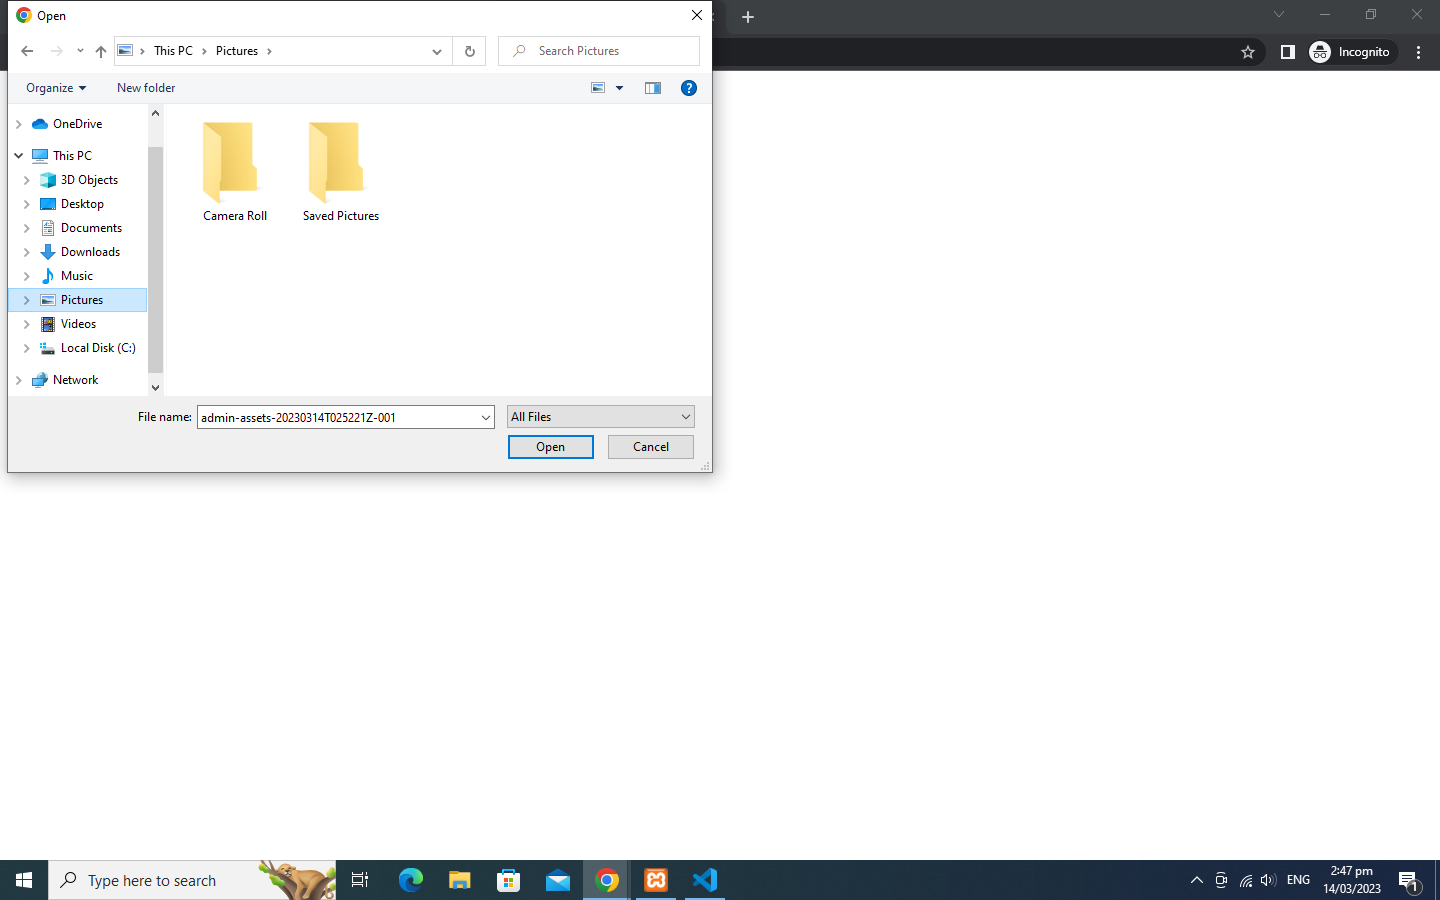 Open
This PC
Pictures
Search Pictures
Incognito
Organize
New folder
OneDrive
This PC
3D Objects
Desktop
Documents
Downloads
Music
Pictures
Videos
Local Disk (C:)
Network
Camera Roll
Saved Pictures
File name:
admin-assets-20230314T025221Z-001
All Files
Open
Cancel
Type here to search
ENG
2:47 pm
14/03/2023
1